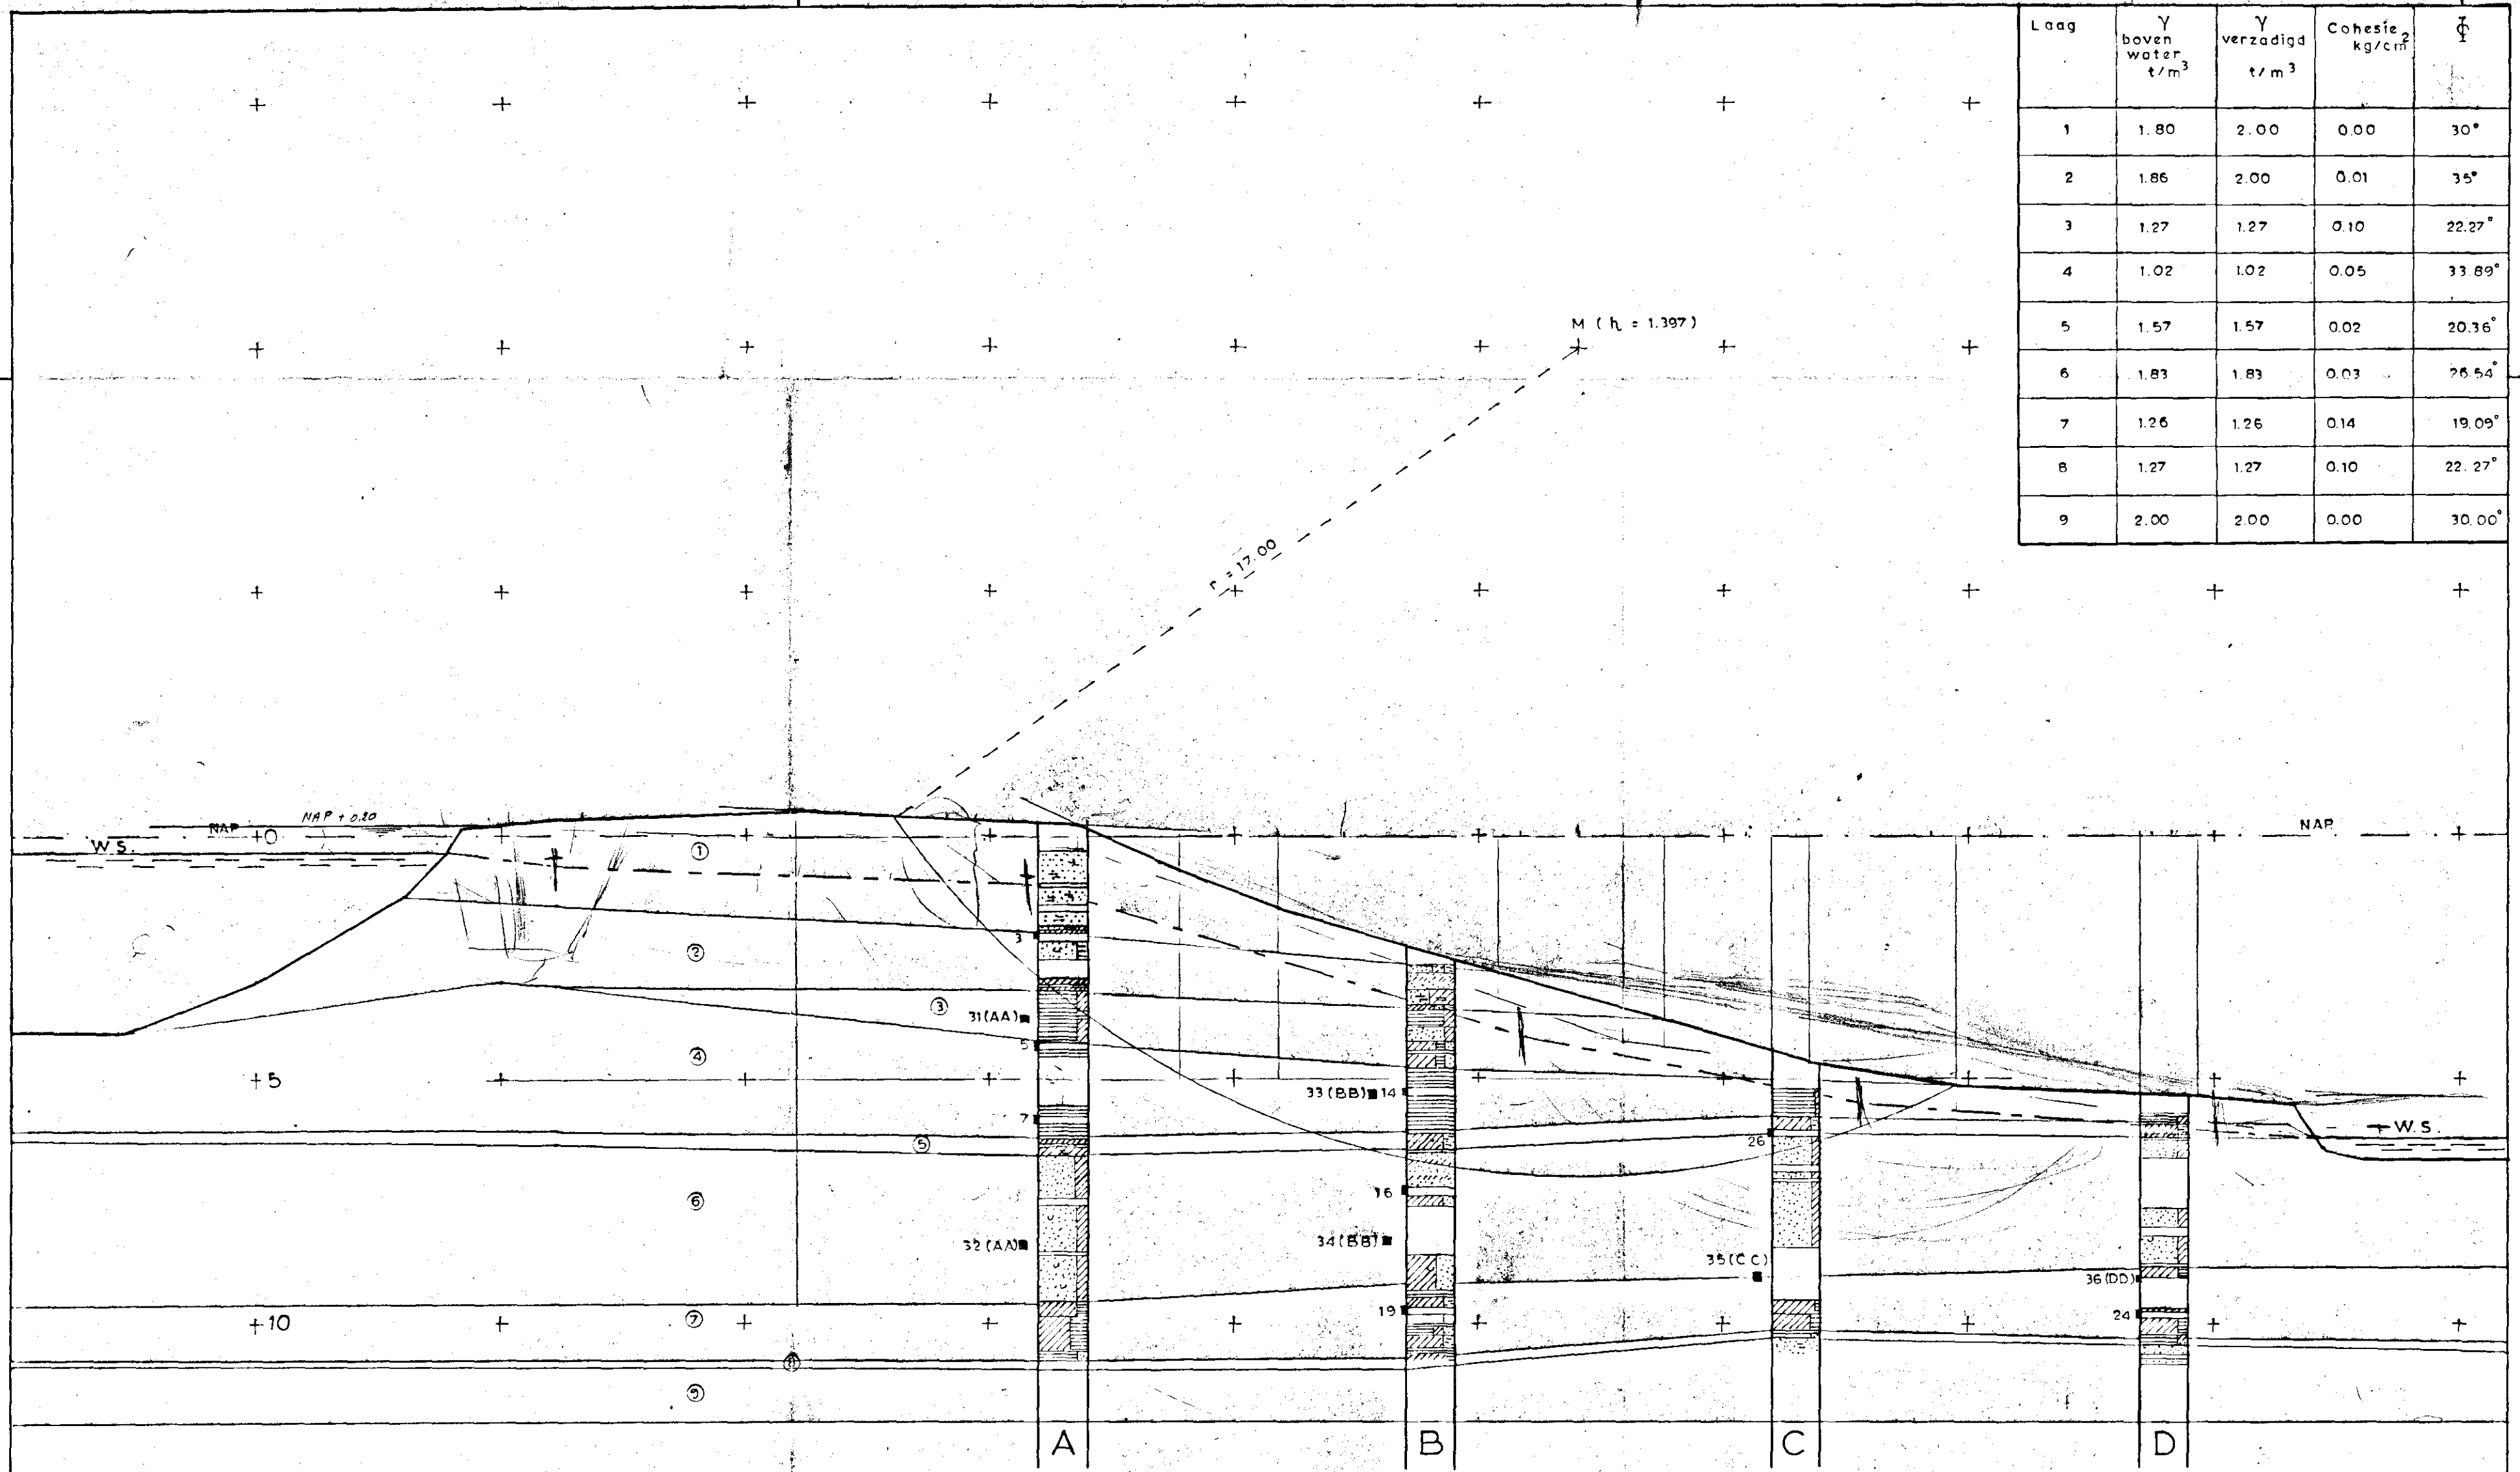 Laag | γ boven water t/m³ | γ verzadigd t/m³ | Cohesie kg/cm² | ϕ
1 | 1.80 | 2.00 | 0.00 | 30°
2 | 1.86 | 2.00 | 0.01 | 35°
3 | 1.27 | 1.27 | 0.10 | 22.27°
4 | 1.02 | 1.02 | 0.05 | 33.89°
5 | 1.57 | 1.57 | 0.02 | 20.36°
6 | 1.83 | 1.83 | 0.03 | 26.54°
7 | 1.26 | 1.26 | 0.14 | 19.09°
8 | 1.27 | 1.27 | 0.10 | 22.27°
9 | 2.00 | 2.00 | 0.00 | 30.00°
M (h = 1.397)
r = 17.00
NAP
NAP + 0.20
0
NAP
W.S.
1
2
3
3
31(AA)
5
4
5
33(BB) 14
7
5
26
W.S.
6
16
32(AA)
34(BB)
35(CC)
36(DD)
10
7
19
24
8
9
A
B
C
D